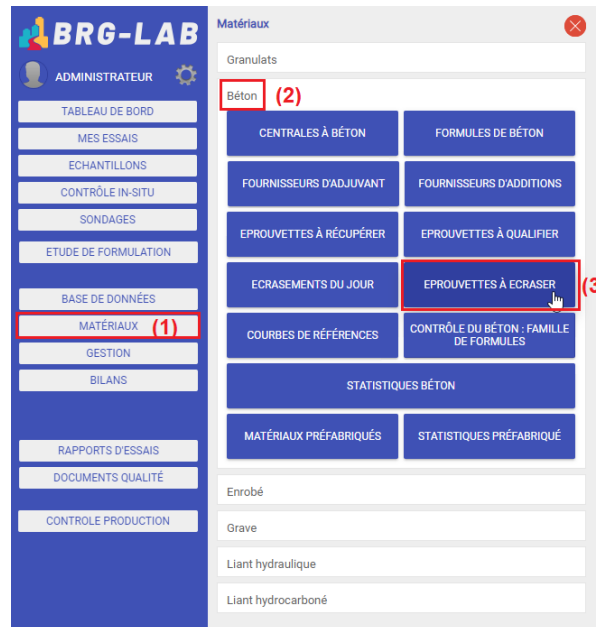 BRG-LAB
ADMINISTRATEUR
TABLEAU DE BORD
MES ESSAIS
ECHANTILLONS
CONTRÔLE IN-SITU
SONDAGES
ETUDE DE FORMULATION
BASE DE DONNÉES
MATÉRIAUX (1)
GESTION
BILANS
RAPPORTS D'ESSAIS
DOCUMENTS QUALITÉ
CONTROLE PRODUCTION
Matériaux
Granulats
Béton (2)
CENTRALES À BÉTON
FORMULES DE BÉTON
FOURNISSEURS D'ADJUVANT
FOURNISSEURS D'ADDITIONS
EPROUVETTES À RÉCUPÉRER
EPROUVETTES À QUALIFIER
ECRASEMENTS DU JOUR
EPROUVETTES À ECRASER (3
COURBES DE RÉFÉRENCES
CONTRÔLE DU BÉTON : FAMILLE
DE FORMULES
STATISTIQUES BÉTON
MATÉRIAUX PRÉFABRIQUÉS
STATISTIQUES PRÉFABRIQUÉ
Enrobé
Grave
Liant hydraulique
Liant hydrocarboné